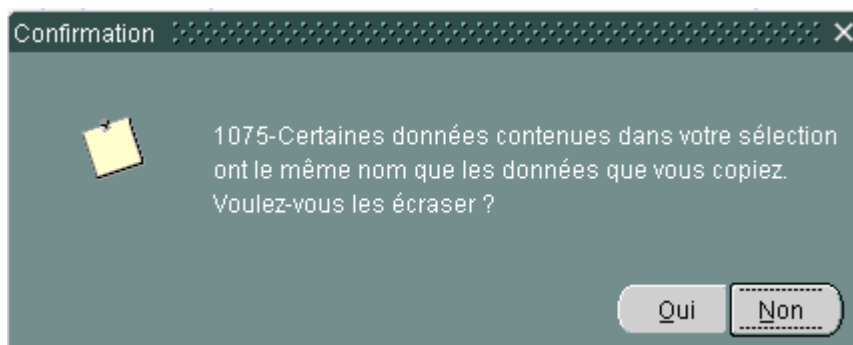 Confirmation
1075-Certaines données contenues dans votre sélection
ont le même nom que les données que vous copiez.
Voulez-vous les écraser ?
Oui
Non